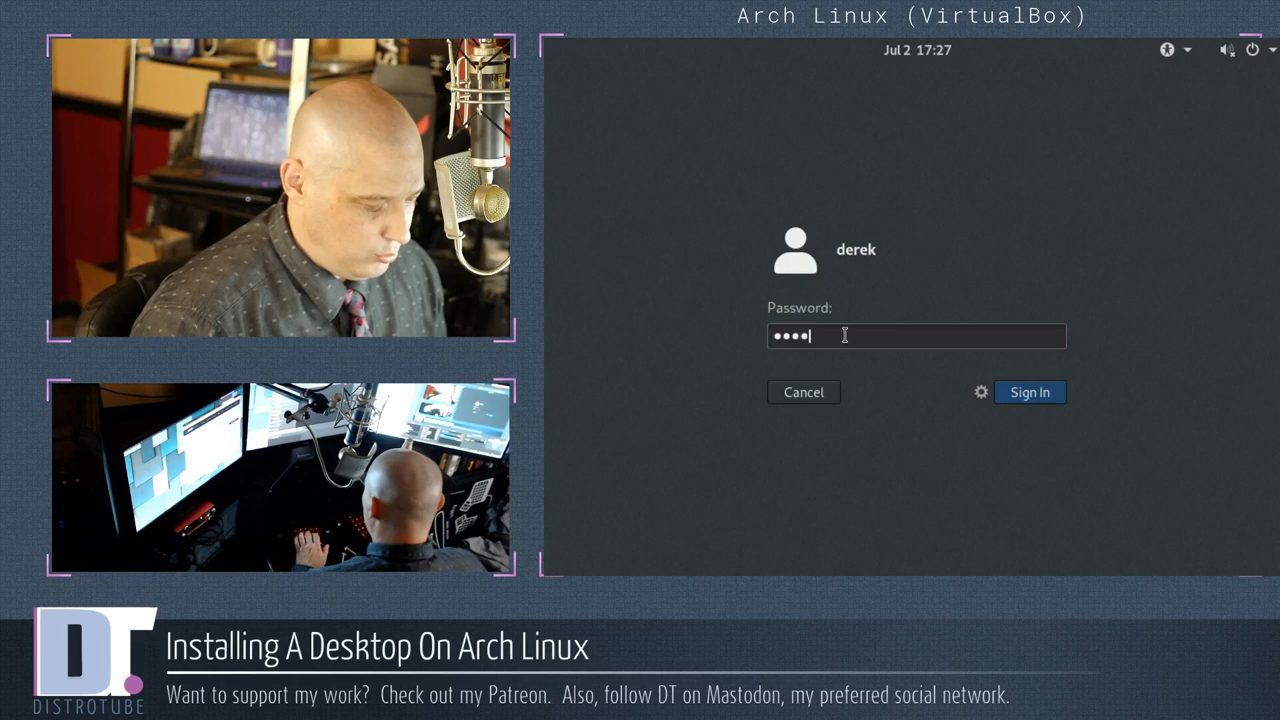 Arch Linux (VirtualBox)
Jul 2 17:27
derek
Password:
Cancel
Sign In
DT.
DISTROTUBE
Installing A Desktop On Arch Linux
Want to support my work? Check out my Patreon. Also, follow DT on Mastodon, my preferred social network.